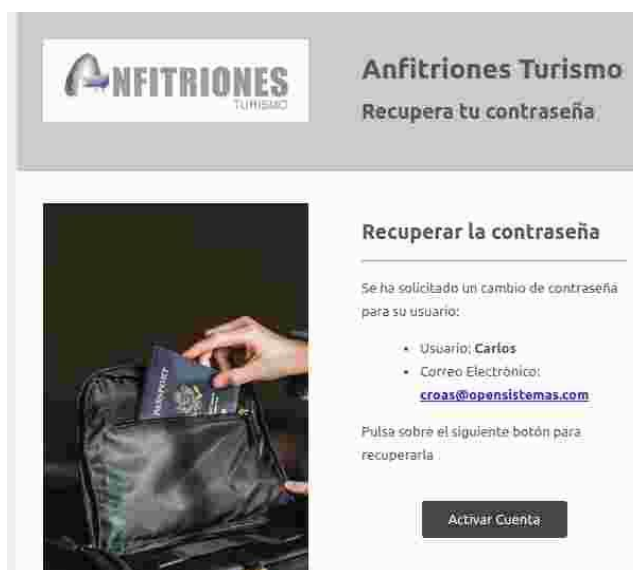 ANFITRIONES
TURISMO
Anfitriones Turismo
Recupera tu contraseña
PASSPORT
Recuperar la contraseña
Se ha solicitado un cambio de contraseña
para su usuario:
• Usuario: Carlos
• Correo Electrónico:
croas@opensistemas.com
Pulsa sobre el siguiente botón para
recuperarla
Activar Cuenta